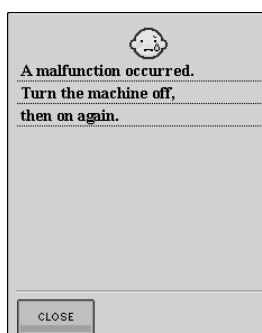 A malfunction occurred.
Turn the machine off,
then on again.
CLOSE